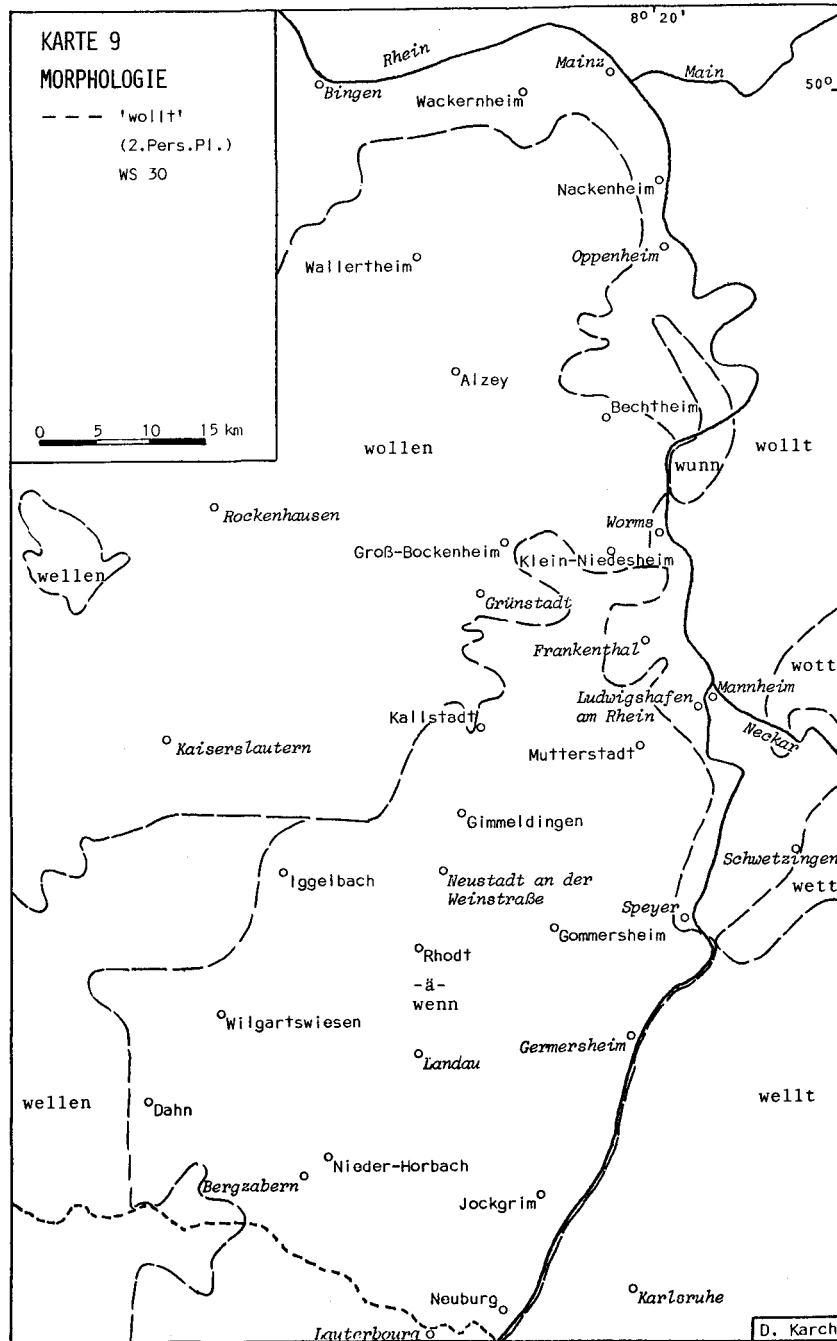 KARTE 9
MORPHOLOGIE
'wollt'
(2.Pers.Pl.)
WS 30
0 5 10 15 km
8°20'
50°
Rhein
Mainz
Main
Bingen
Wackernheim
Nackenheim
Wallertheim
Oppenheim
Alzey
Bechtheim
wollen
wollt
wunn
Rockenhausen
Worms
Groß-Bockenheim
Klein-Niedesheim
wellen
Grünstadt
Frankenthal
wott
Mannheim
Ludwigshafen
am Rhein
Kallstadt
Neckar
Kaiserslautern
Mutterstadt
Gimmeldingen
Schwetzingen
Iggelbach
Neustadt an der
Weinstraße
wett
Speyer
Gommersheim
Rhodt
-ä-
wenn
Wilgartswiesen
Germersheim
Landau
wellen
Dahn
wellt
Nieder-Horbach
Bergzabern
Jockgrim
Neuburg
Karlsruhe
Lauterbourg
D. Karch